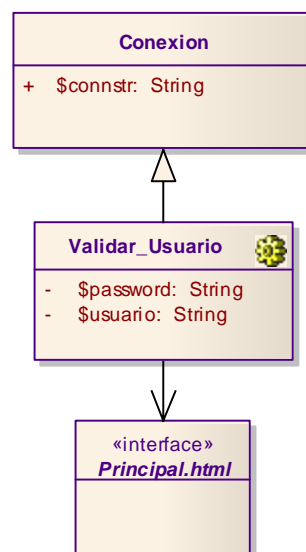 Conexion
+ $connstr: String
Validar_Usuario
- $password: String
- $usuario: String
«interface»
Principal.html